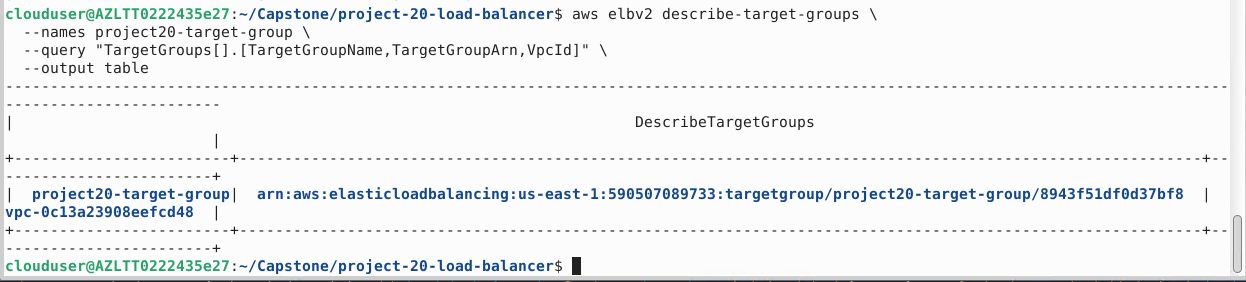 clouduser@AZLTT0222435e27:~/Capstone/project-20-load-balancer$ aws elbv2 describe-target-groups \
  --names project20-target-group \
  --query "TargetGroups[].[TargetGroupName,TargetGroupArn,VpcId]" \
  --output table
----------------------------------------------------------------------------------------------------------------------------------------
------------------------
|                                                                     DescribeTargetGroups
                       |
+------------------------+-----------------------------------------------------------------------------------------------------------+--
-----------------------+
|  project20-target-group|  arn:aws:elasticloadbalancing:us-east-1:590507089733:targetgroup/project20-target-group/8943f51df0d37bf8  |
vpc-0c13a23908eefcd48  |
+------------------------+-----------------------------------------------------------------------------------------------------------+--
-----------------------+
clouduser@AZLTT0222435e27:~/Capstone/project-20-load-balancer$